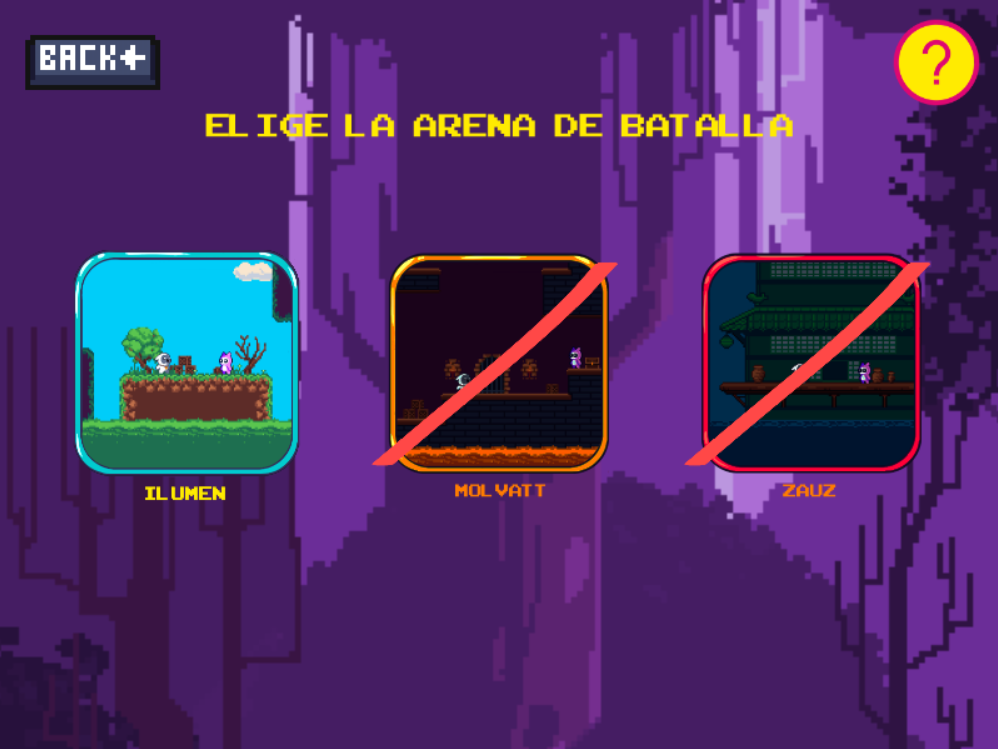 BACK
?
ELIGE LA ARENA DE BATALLA
ILUMEN
MOLVATT
ZAUZ